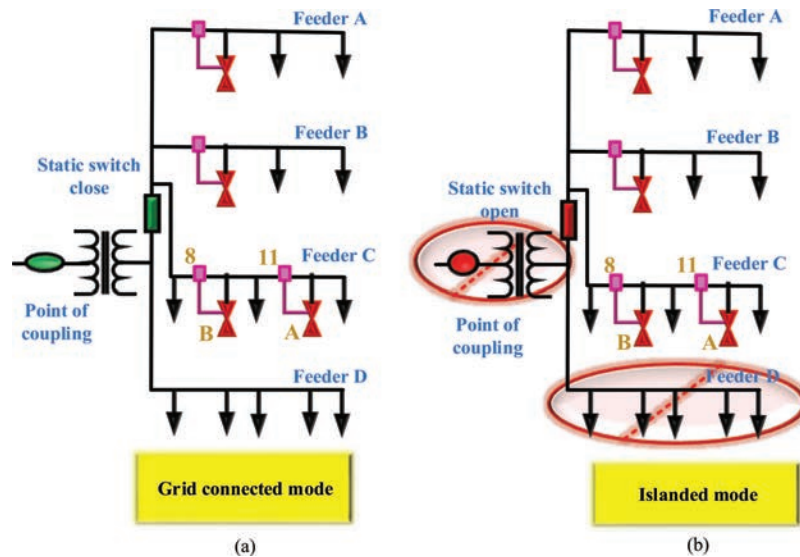 Feeder A
Feeder B
Static switch
close
8
11
Feeder C
Point of
coupling
B
A
Feeder D
Grid connected mode
(a)
Feeder A
Feeder B
Static switch
open
8
11
Feeder C
Point of
coupling
B
A
Feeder D
Islanded mode
(b)